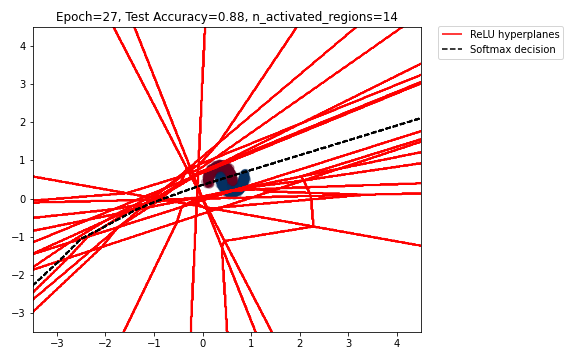 Epoch=27, Test Accuracy=0.88, n_activated_regions=14
ReLU hyperplanes
Softmax decision
4
3
2
1
0
−1
−2
−3
−3 −2 −1 0 1 2 3 4